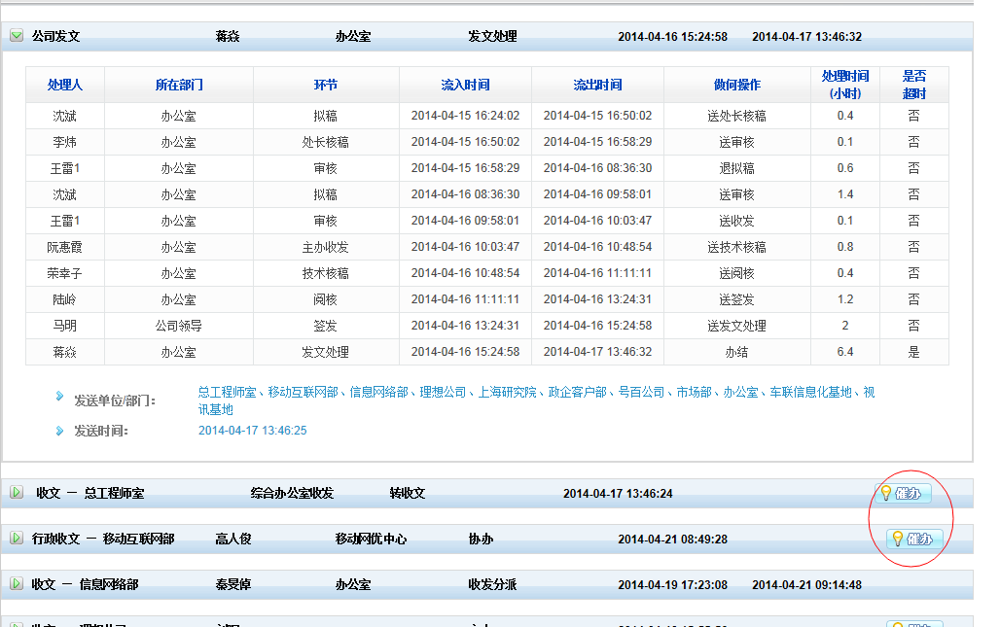 公司发文 蒋焱 办公室 发文处理 2014-04-16 15:24:58 2014-04-17 13:46:32
处理人 所在部门 环节 流入时间 流出时间 做何操作 处理时间 是否
(小时) 超时
沈斌 办公室 拟稿 2014-04-15 16:24:02 2014-04-15 16:50:02 送处长核稿 0.4 否
李炜 办公室 处长核稿 2014-04-15 16:50:02 2014-04-15 16:58:29 送审核 0.1 否
王雷1 办公室 审核 2014-04-15 16:58:29 2014-04-16 08:36:30 退拟稿 0.6 否
沈斌 办公室 拟稿 2014-04-16 08:36:30 2014-04-16 09:58:01 送审核 1.4 否
王雷1 办公室 审核 2014-04-16 09:58:01 2014-04-16 10:03:47 送收发 0.1 否
阮惠霞 办公室 主办收发 2014-04-16 10:03:47 2014-04-16 10:48:54 送技术核稿 0.8 否
荣幸子 办公室 技术核稿 2014-04-16 10:48:54 2014-04-16 11:11:11 送阅核 0.4 否
陆岭 办公室 阅核 2014-04-16 11:11:11 2014-04-16 13:24:31 送签发 1.2 否
马明 公司领导 签发 2014-04-16 13:24:31 2014-04-16 15:24:58 送发文处理 2 否
蒋焱 办公室 发文处理 2014-04-16 15:24:58 2014-04-17 13:46:32 办结 6.4 是
发送单位/部门： 总工程师室、移动互联网部、信息网络部、理想公司、上海研究院、政企客户部、号百公司、市场部、办公室、车联信息化基地、视
讯基地
发送时间： 2014-04-17 13:46:25
收文 — 总工程师室 综合办公室收发 转收文 2014-04-17 13:46:24 催办
行政收文 — 移动互联网部 高人俊 移动网优中心 协办 2014-04-21 08:49:28 催办
收文 — 信息网络部 秦旻倬 办公室 收发分派 2014-04-19 17:23:08 2014-04-21 09:14:48